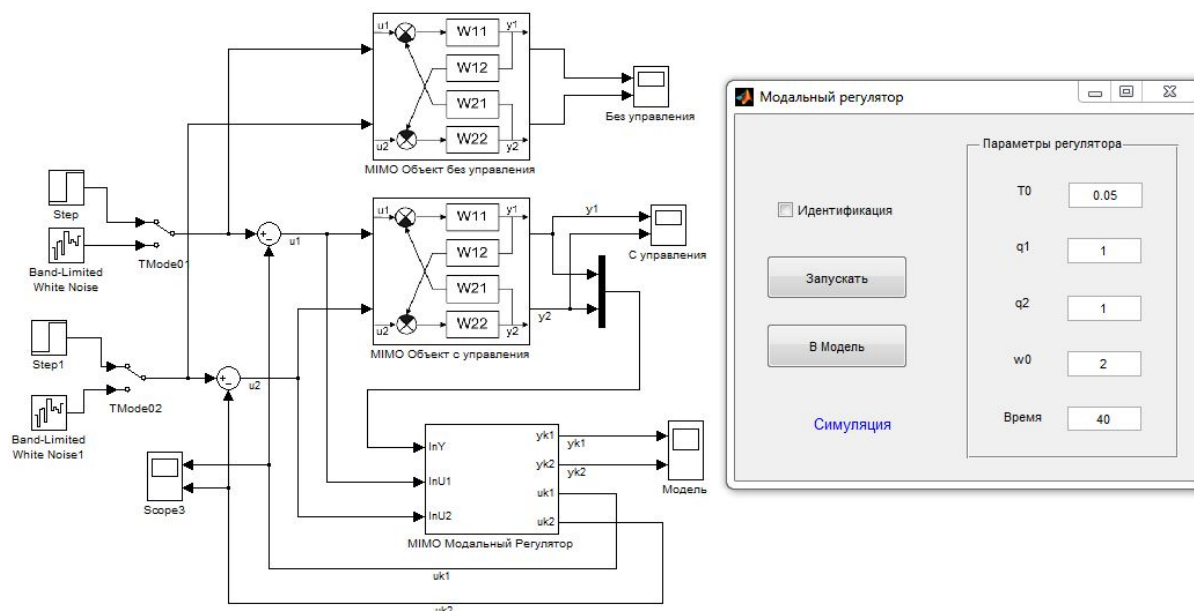 u1
y1
W11
W12
W21
W22
u2
y2
MIMO Объект без управления
Без управления
Step
Band-Limited
White Noise
TMode01
u1
u1
y1
W11
W12
W21
W22
u2
y2
MIMO Объект с управления
y1
y2
С управления
Step1
Band-Limited
White Noise1
TMode02
u2
Scope3
InY
InU1
InU2
yk1
yk2
uk1
uk2
MIMO Модальный Регулятор
yk1
yk2
Модель
uk1
uk2
Модальный регулятор
Идентификация
Запускать
В Модель
Симуляция
Параметры регулятора
T0
0.05
q1
1
q2
1
w0
2
Время
40